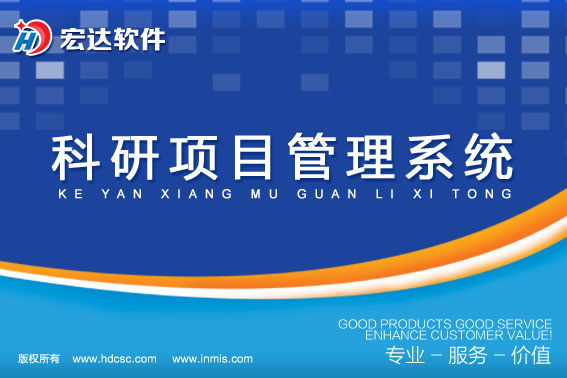 宏达软件
科研项目管理系统
KE YAN XIANG MU GUAN LI XI TONG
GOOD PRODUCTS GOOD SERVICE
ENHANCE CUSTOMER VALUE!
专业－服务－价值
版权所有 www.hdcsc.com www.inmis.com